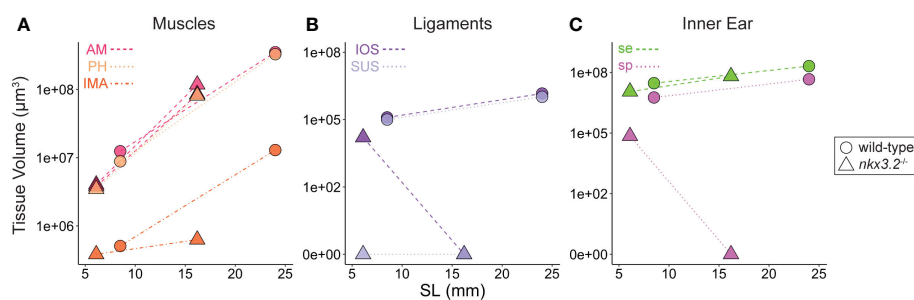 A Muscles
B Ligaments
C Inner Ear
Tissue Volume (µm³)
AM
PH
IMA
1e+08
1e+07
1e+06
5 10 15 20 25
IOS
SUS
1e+08
1e+05
1e+02
0e+00
5 10 15 20 25
SL (mm)
se
sp
1e+08
1e+05
1e+02
0e+00
5 10 15 20 25
wild-type
nkx3.2⁻/⁻